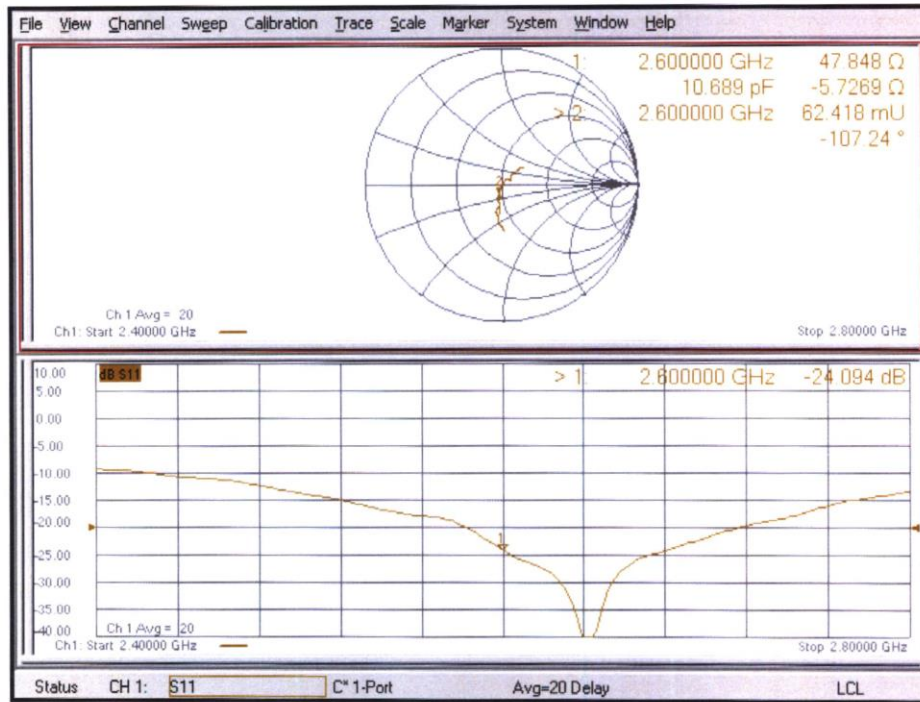 File View Channel Sweep Calibration Trace Scale Marker System Window Help
1: 2.600000 GHz 47.848 Ω
10.689 pF -5.7269 Ω
> 2: 2.600000 GHz 62.418 mU
-107.24 °
Ch 1 Avg = 20
Ch1: Start 2.40000 GHz
Stop 2.80000 GHz
10.00
dB S11
> 1: 2.600000 GHz -24.094 dB
5.00
0.00
-5.00
-10.00
-15.00
-20.00
1
-25.00
-30.00
-35.00
-40.00
Ch 1 Avg = 20
Ch1: Start 2.40000 GHz
Stop 2.80000 GHz
Status CH 1: S11 C* 1-Port Avg=20 Delay LCL